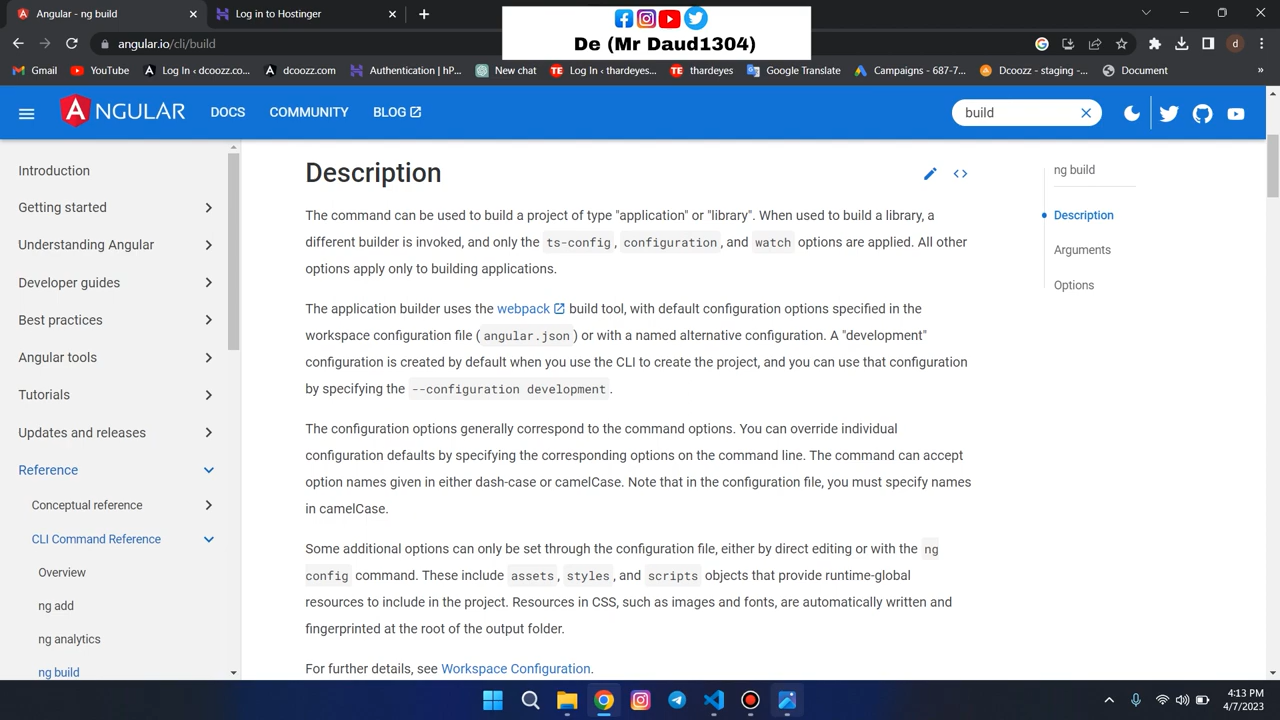 Angular - ng build
Log in to Hostinger
De (Mr Daud1304)
angular.io/cli/build
Gmail
YouTube
Log In ‹ dcoozz:...
dcoozz.com
Authentication | hP...
New chat
Log In ‹ thardeyes...
thardeyes
Google Translate
Campaigns - 687-7...
Dcoozz - staging -...
Document
»
ANGULAR
DOCS
COMMUNITY
BLOG
build
Introduction
Getting started
Understanding Angular
Developer guides
Best practices
Angular tools
Tutorials
Updates and releases
Reference
Conceptual reference
CLI Command Reference
Overview
ng add
ng analytics
ng build
Description
The command can be used to build a project of type "application" or "library". When used to build a library, a
different builder is invoked, and only the ts-config, configuration, and watch options are applied. All other
options apply only to building applications.
The application builder uses the webpack build tool, with default configuration options specified in the
workspace configuration file (angular.json) or with a named alternative configuration. A "development"
configuration is created by default when you use the CLI to create the project, and you can use that configuration
by specifying the --configuration development.
The configuration options generally correspond to the command options. You can override individual
configuration defaults by specifying the corresponding options on the command line. The command can accept
option names given in either dash-case or camelCase. Note that in the configuration file, you must specify names
in camelCase.
Some additional options can only be set through the configuration file, either by direct editing or with the ng
config command. These include assets, styles, and scripts objects that provide runtime-global
resources to include in the project. Resources in CSS, such as images and fonts, are automatically written and
fingerprinted at the root of the output folder.
For further details, see Workspace Configuration.
ng build
Description
Arguments
Options
4:13 PM
4/7/2023